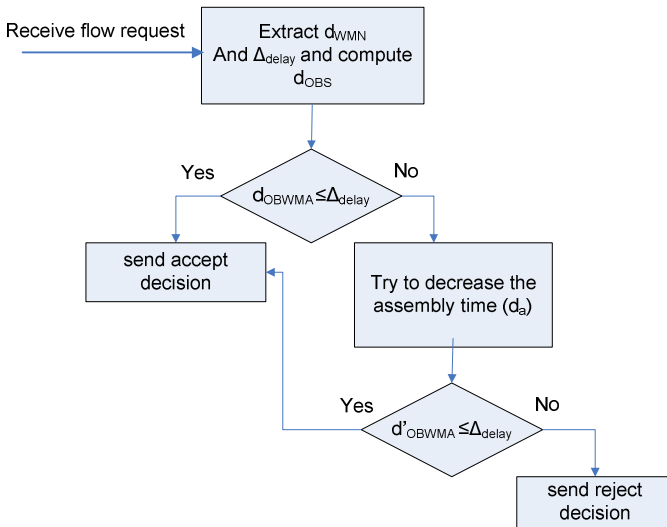 Receive flow request
Extract dWMN
And Δdelay and compute
dOBS
Yes
No
dOBWMA ≤Δdelay
send accept
decision
Try to decrease the
assembly time (da)
Yes
No
d’OBWMA ≤Δdelay
send reject
decision